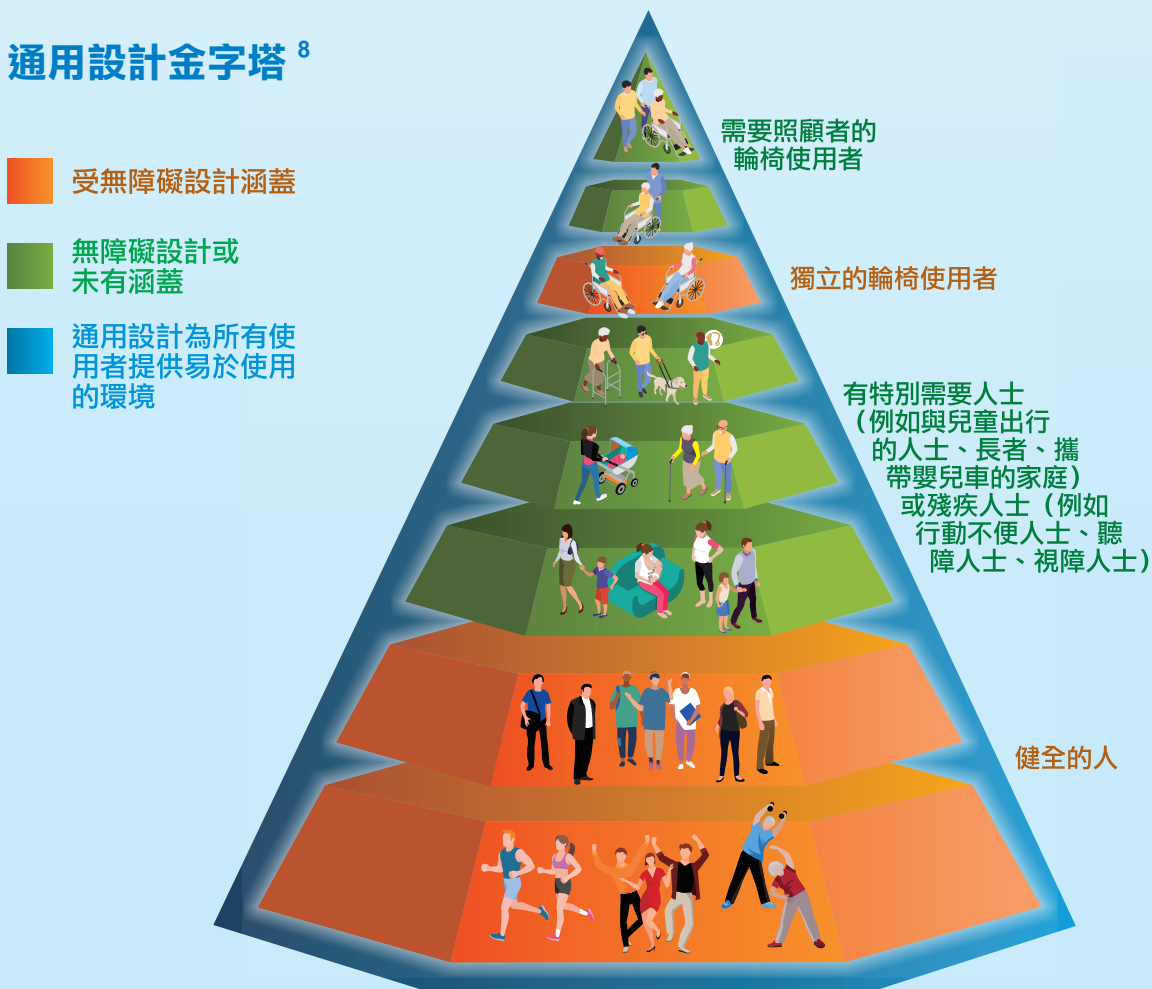 通用設計金字塔 8
受無障礙設計涵蓋
無障礙設計或
未有涵蓋
通用設計為所有使
用者提供易於使用
的環境
需要照顧者的
輪椅使用者
獨立的輪椅使用者
有特別需要人士
（例如與兒童出行
的人士、長者、攜
帶嬰兒車的家庭）
或殘疾人士（例如
行動不便人士、聽
障人士、視障人士）
健全的人